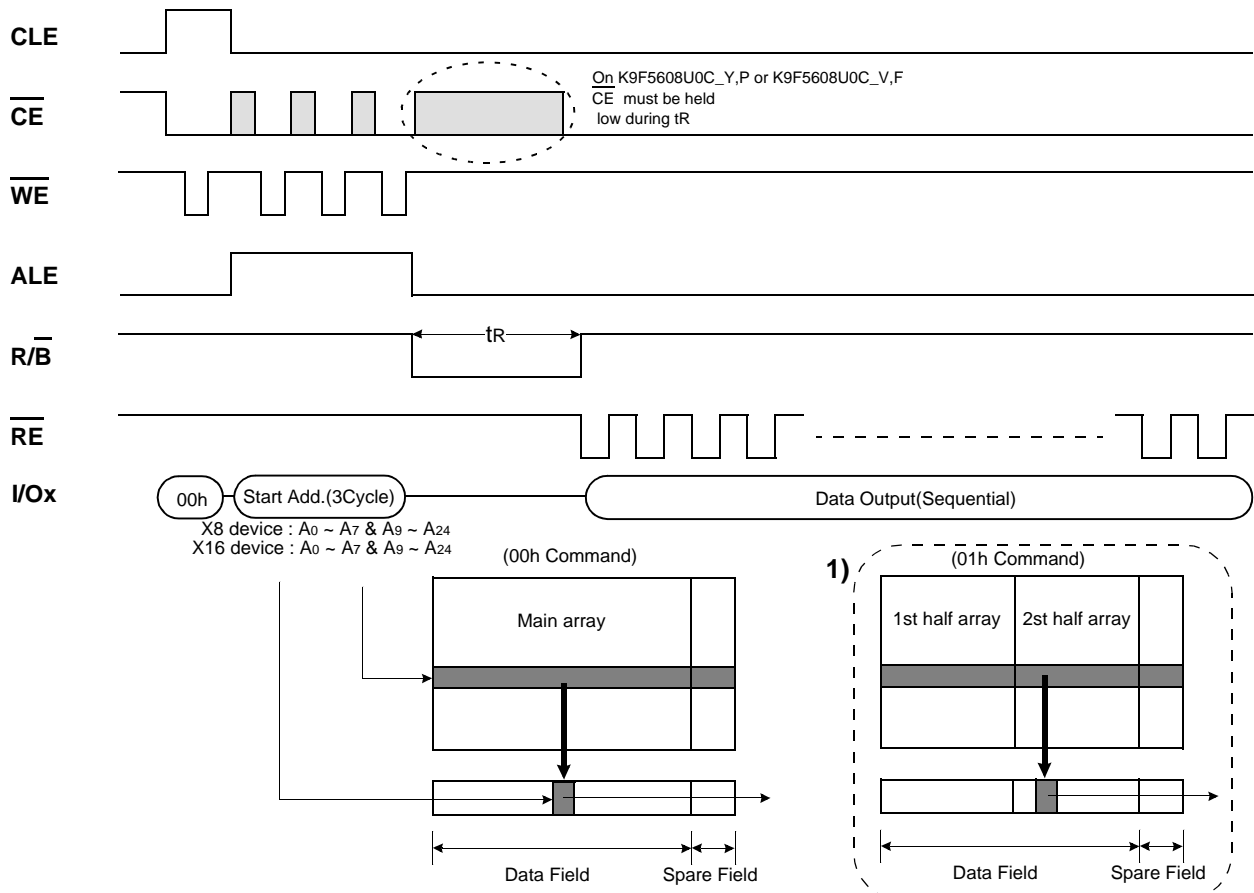 CLE
CE
On K9F5608U0C_Y,P or K9F5608U0C_V,F
CE must be held
low during tR
WE
ALE
R/B
tR
RE
I/Ox
00h
Start Add.(3Cycle)
Data Output(Sequential)
X8 device : A0 ~ A7 & A9 ~ A24
X16 device : A0 ~ A7 & A9 ~ A24
(00h Command)
Main array
Data Field
Spare Field
1)
(01h Command)
1st half array
2st half array
Data Field
Spare Field